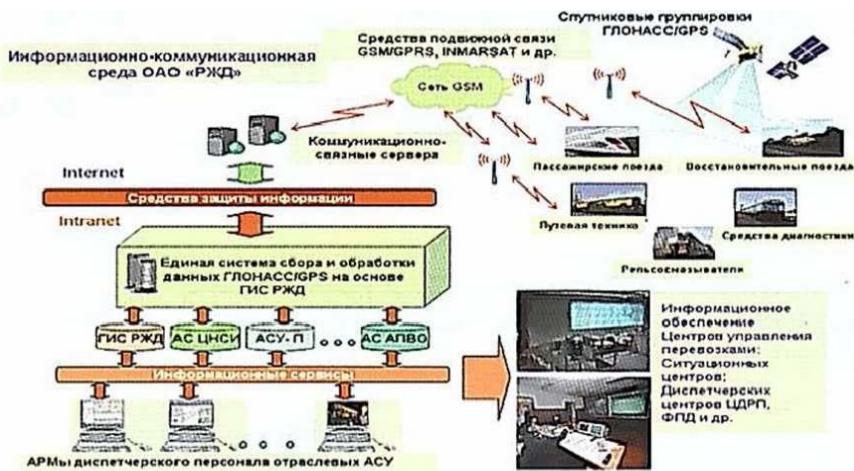 Информационно-коммуникационная
среда ОАО «РЖД»
Средства подвижной связи
GSM/GPRS, INMARSAT и др.
Спутниковые группировки
ГЛОНАСС/GPS
Сеть GSM
Коммуникационно-
связные сервера
Пассажирские поезда
Восстановительные поезда
Internet
Средства защиты информации
Intranet
Путевая техника
Средства диагностики
Рельсосмазыватели
Единая система сбора и обработки
данных ГЛОНАСС/GPS на основе
ГИС РЖД
ГИС РЖД
АС ЦНСИ
АСУ-П
АС АПВО
Информационные сервисы
АРМы диспетчерского персонала отраслевых АСУ
Информационное
обеспечение
Центров управления
перевозками;
Ситуационных
центров;
Диспетчерских
центров ЦДРП,
ФПД и др.